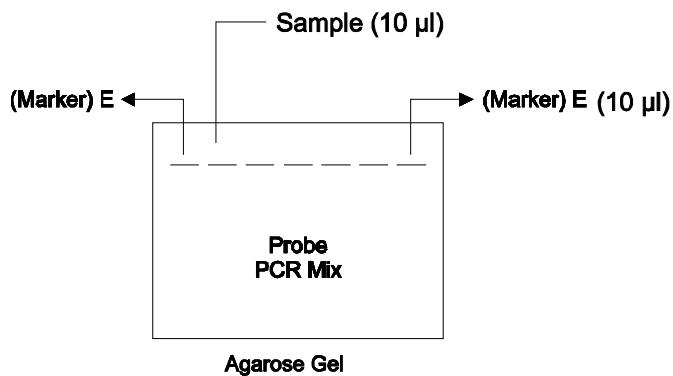 Sample (10 µl)
(Marker) E
(Marker) E (10 µl)
Probe
PCR Mix
Agarose Gel